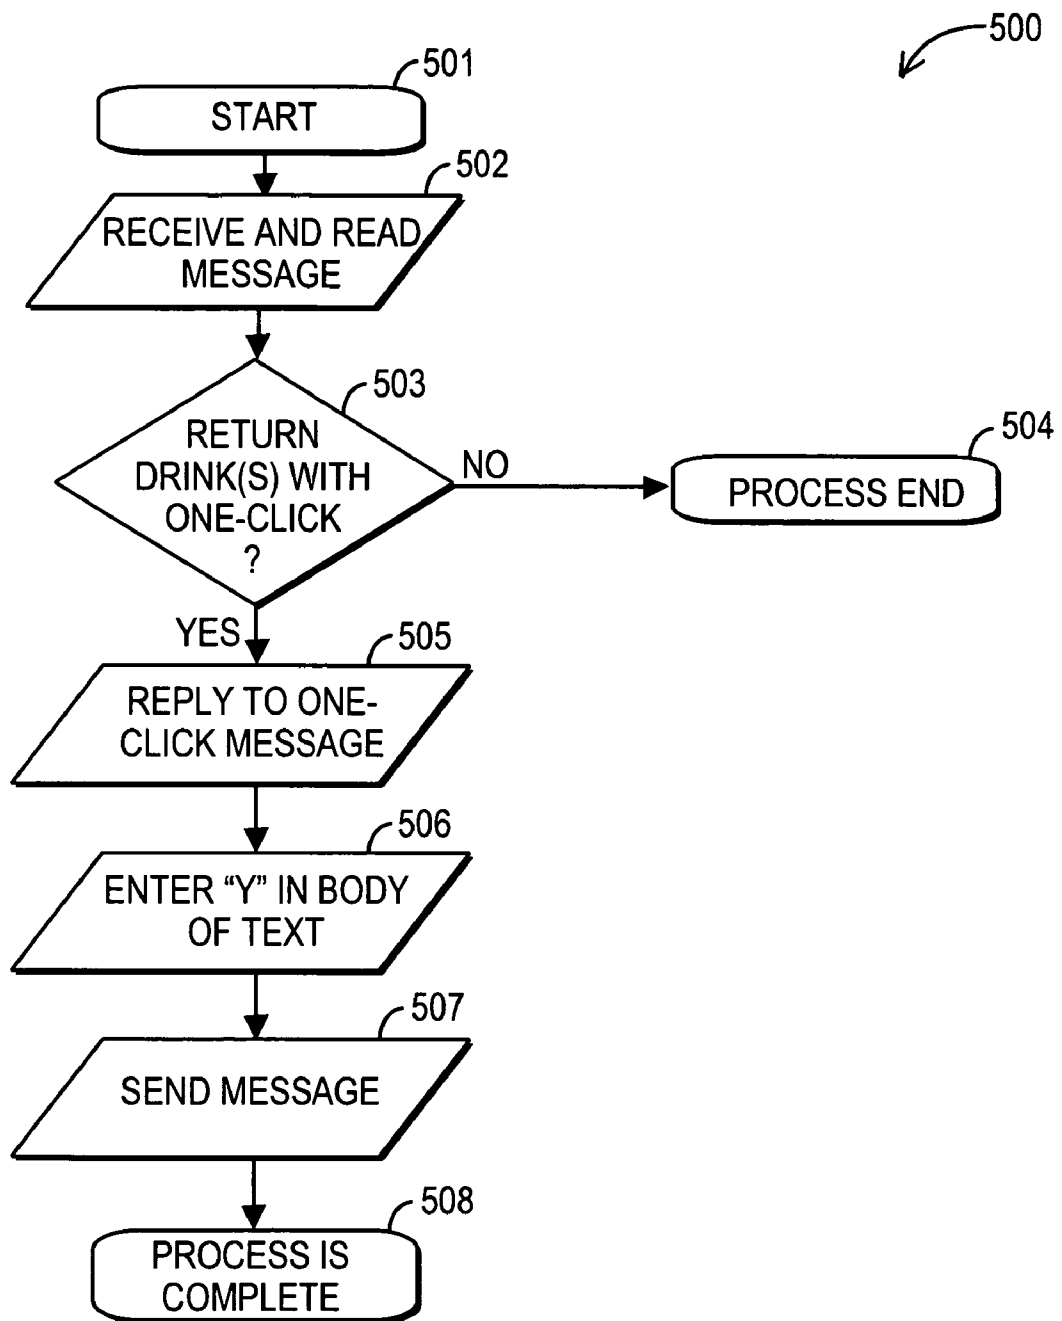 500
501
START
502
RECEIVE AND READ
MESSAGE
503
RETURN
DRINK(S) WITH
ONE-CLICK
?
NO
504
PROCESS END
YES
505
REPLY TO ONE-
CLICK MESSAGE
506
ENTER “Y” IN BODY
OF TEXT
507
SEND MESSAGE
508
PROCESS IS
COMPLETE